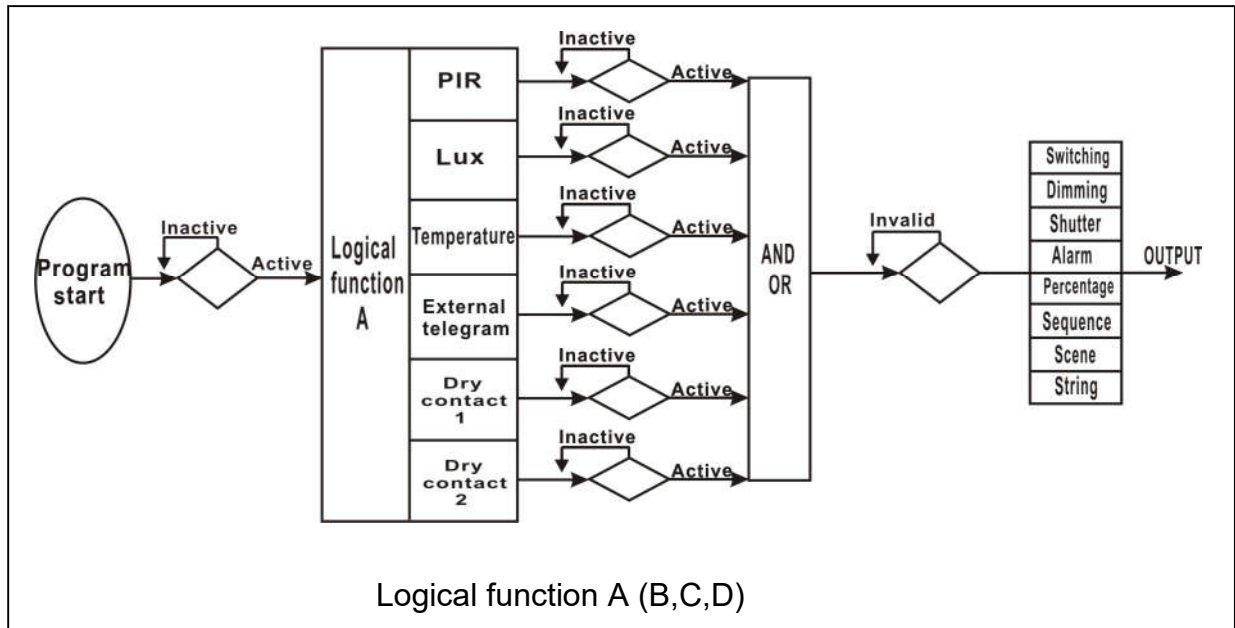 Program
start
Inactive
Active
Logical
function
A
PIR
Inactive
Active
Lux
Inactive
Active
Temperature
Inactive
Active
External
telegram
Inactive
Active
Dry
contact
1
Inactive
Active
Dry
contact
2
Inactive
Active
AND
OR
Invalid
Switching
Dimming
Shutter
Alarm
Percentage
Sequence
Scene
String
OUTPUT
Logical function A (B,C,D)